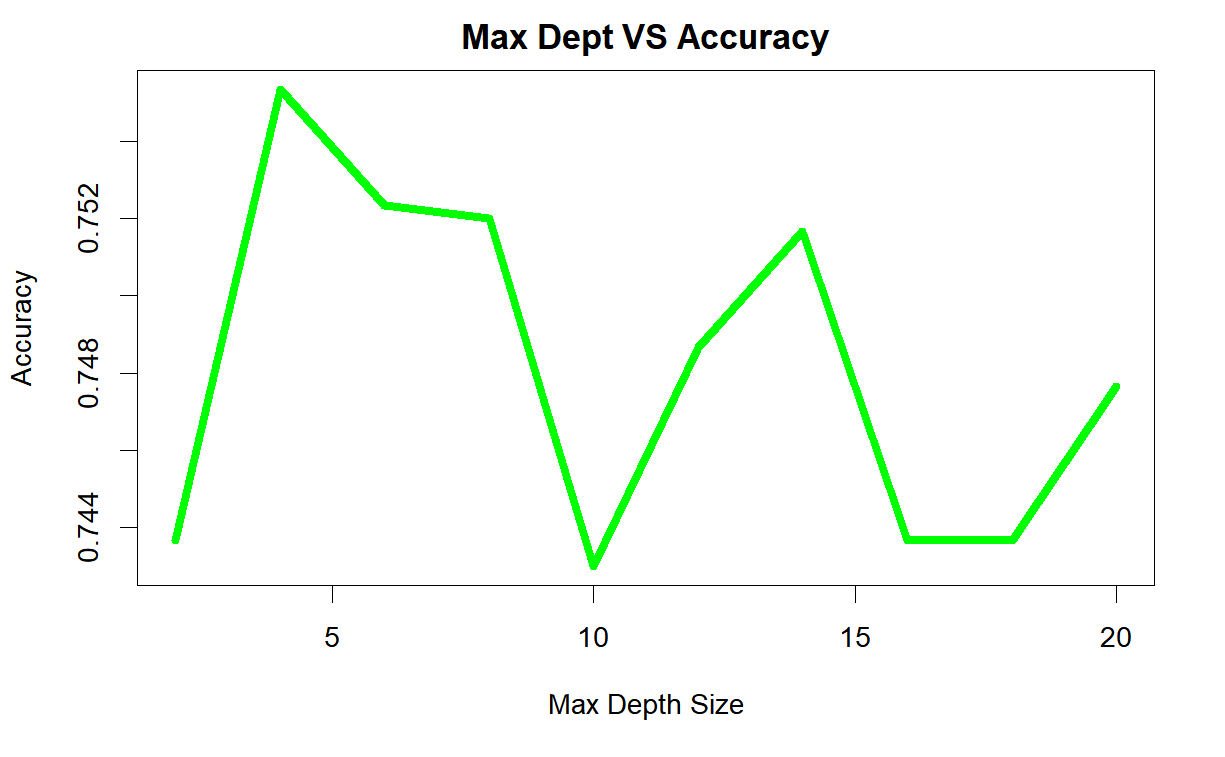 Max Dept VS Accuracy
Accuracy
0.752
0.748
0.744
5 10 15 20
Max Depth Size